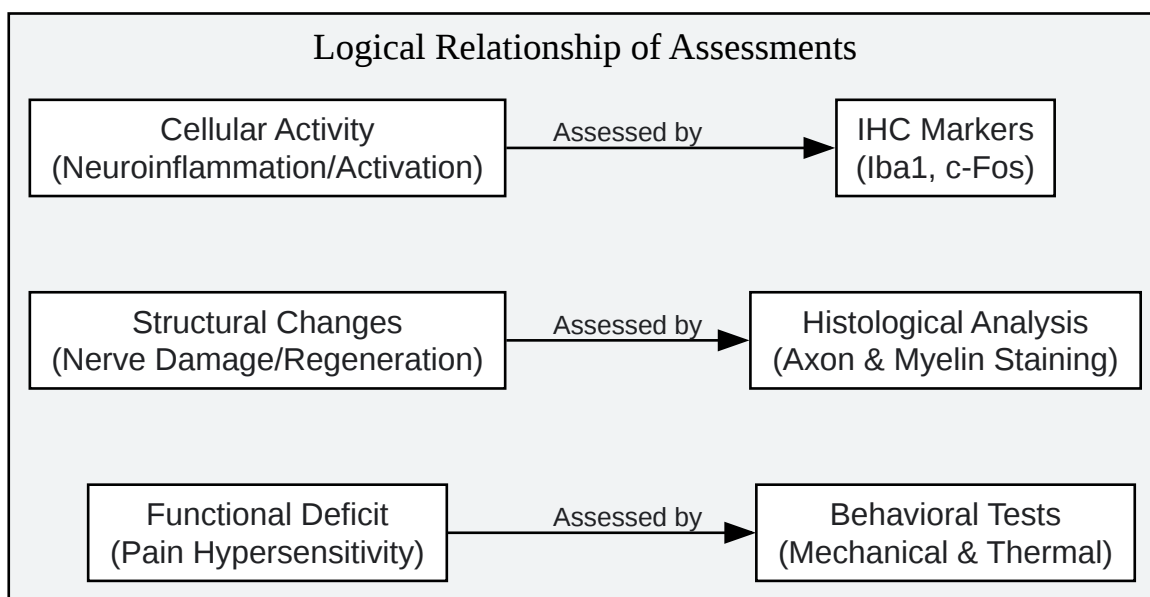 Logical Relationship of Assessments
Cellular Activity
(Neuroinflammation/Activation)
Assessed by
IHC Markers
(Iba1, c-Fos)
Structural Changes
(Nerve Damage/Regeneration)
Assessed by
Histological Analysis
(Axon & Myelin Staining)
Functional Deficit
(Pain Hypersensitivity)
Assessed by
Behavioral Tests
(Mechanical & Thermal)